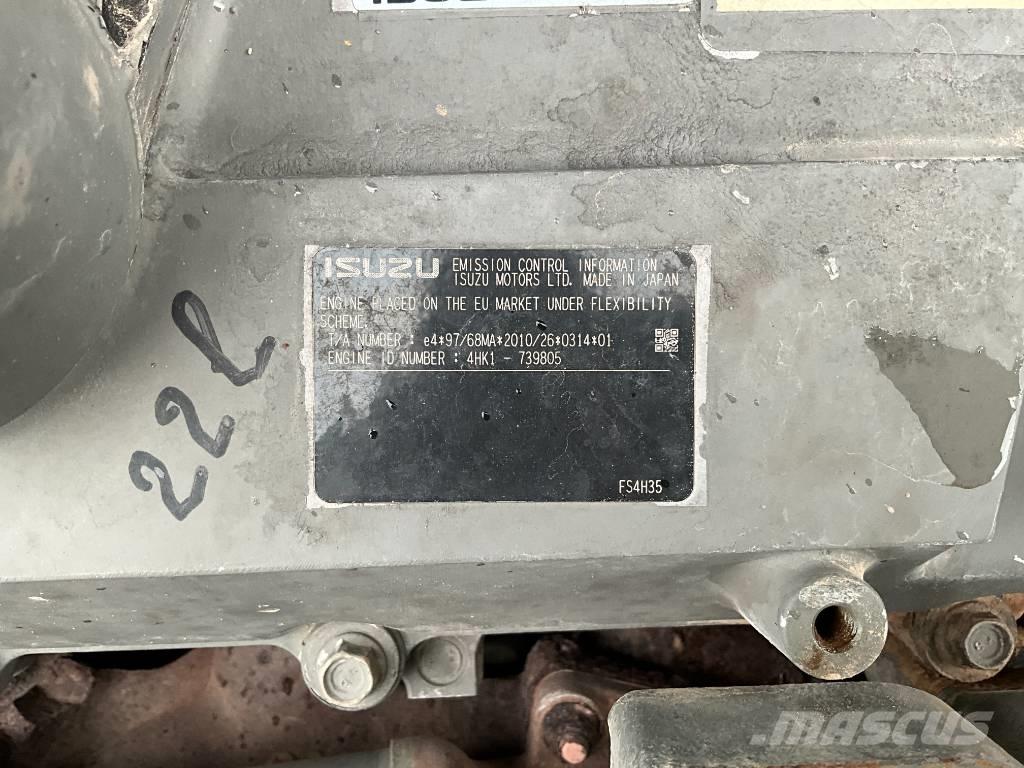 ISUZU
EMISSION CONTROL INFORMATION
ISUZU MOTORS LTD. MADE IN JAPAN
ENGINE PLACED ON THE EU MARKET UNDER FLEXIBILITY
SCHEME.
T/A NUMBER : e4*97/68MA*2010/26*0314*01
ENGINE ID NUMBER : 4HK1 - 739805
FS4H35
22l
MASCUS